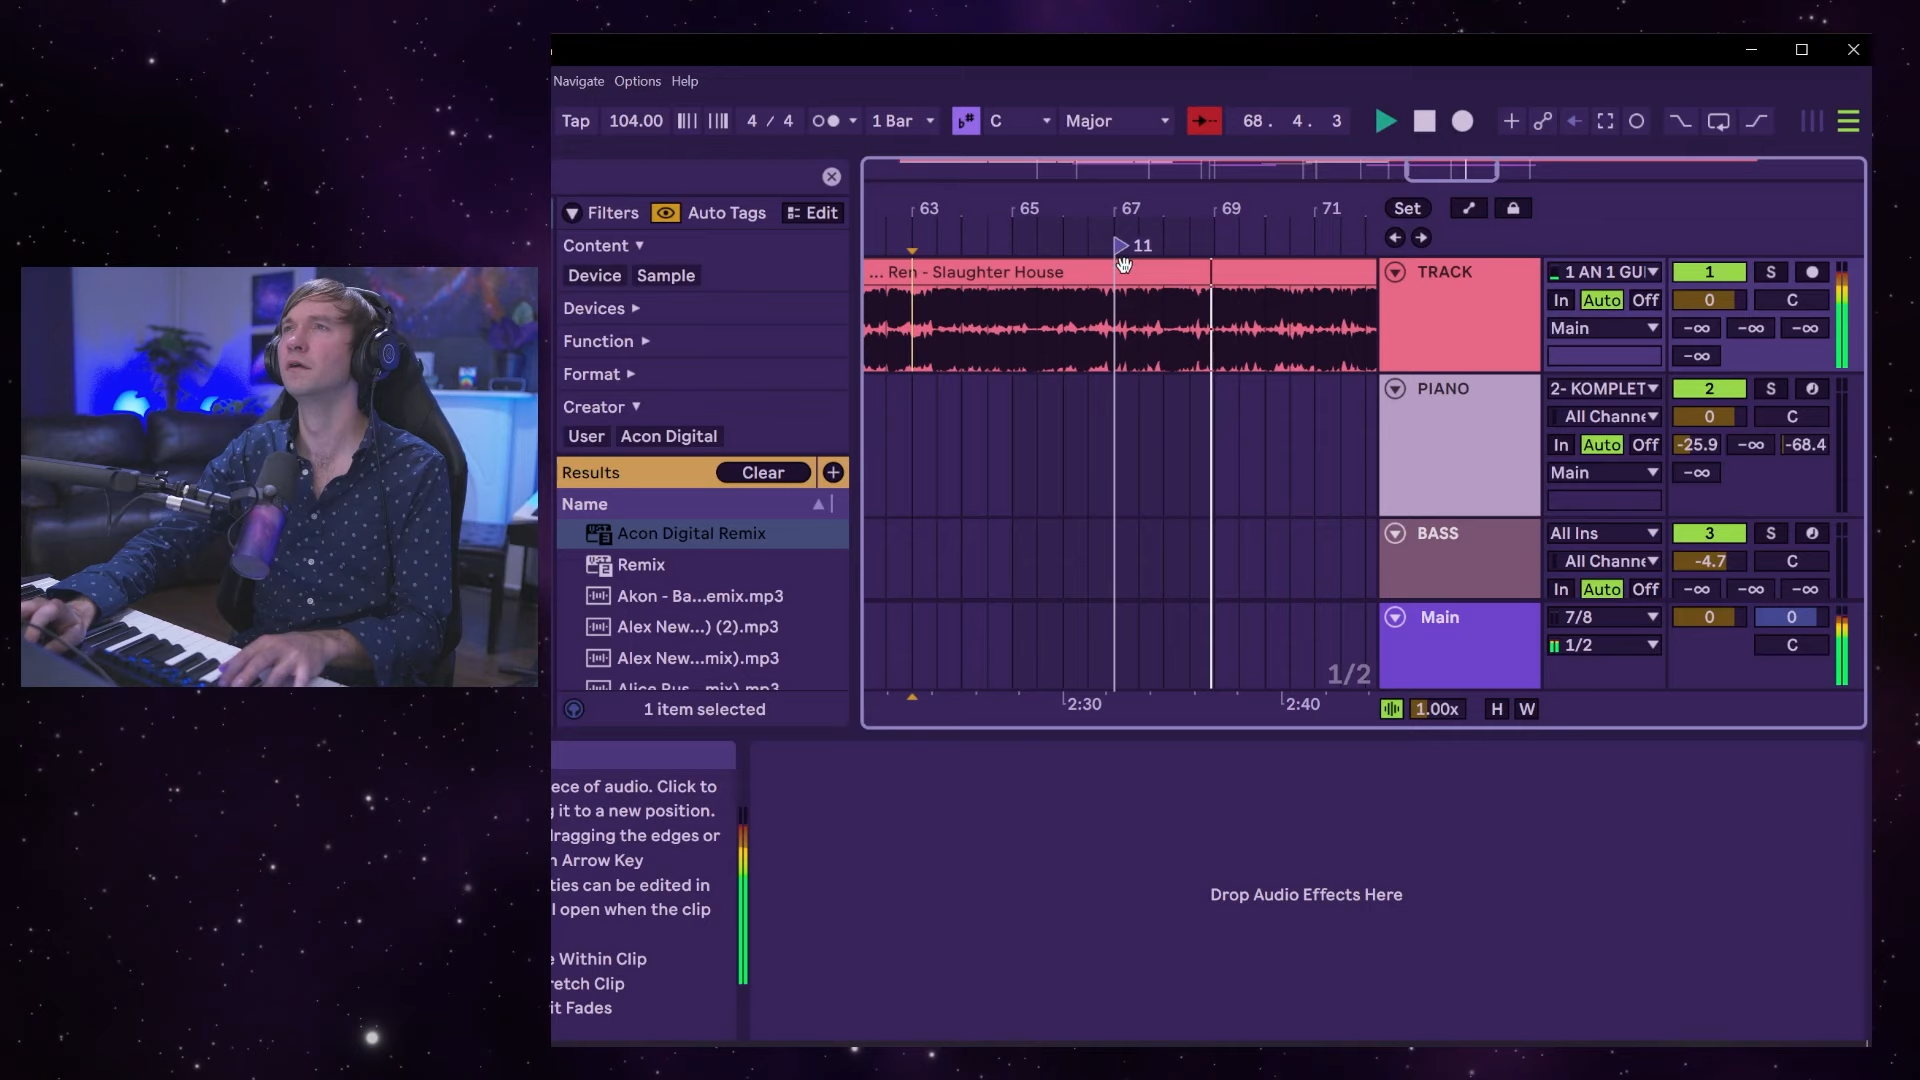 Navigate Options Help
Tap 104.00 4 / 4 1 Bar C Major 68. 4. 3
Filters Auto Tags Edit
Content
Device Sample
Devices
Function
Format
Creator
User Acon Digital
Results Clear
Name
Acon Digital Remix
Remix
Akon - Ba...emix.mp3
Alex New...) (2).mp3
Alex New...mix).mp3
1 item selected
63 65 67 69 71 Set
11
... Ren - Slaughter House
2:30 2:40
1/2
TRACK 1 AN 1 GUI 1 S
In Auto Off 0 C
Main -∞ -∞ -∞
-∞
PIANO 2- KOMPLET 2 S
All Channe 0 C
In Auto Off -25.9 -∞ -68.4
Main -∞
BASS All Ins 3 S
All Channe -4.7 C
In Auto Off -∞ -∞ -∞
Main 7/8 0 0
1/2 C
1.00x H W
ece of audio. Click to
it to a new position.
dragging the edges or
Arrow Key
ties can be edited in
open when the clip
Within Clip
retch Clip
it Fades
Drop Audio Effects Here